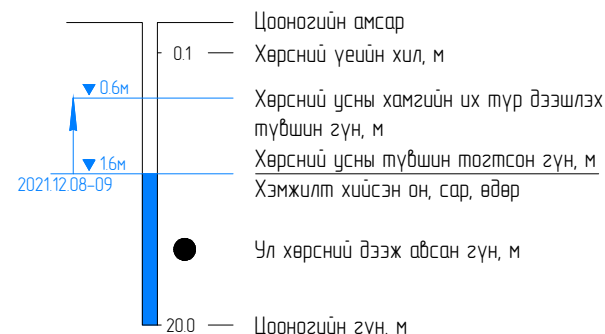 Цооногийн амсар
0.1 Хөрсний үеийн хил, м
0.6м
Хөрсний усны хамгийн их түр дээшлэх
түвшин гүн, м
1.6м Хөрсний усны түвшин тогтсон гүн, м
2021.12.08-09 Хэмжилт хийсэн он, сар, өдөр
Ул хөрсний дээж авсан гүн, м
20.0 Цооногийн гүн, м